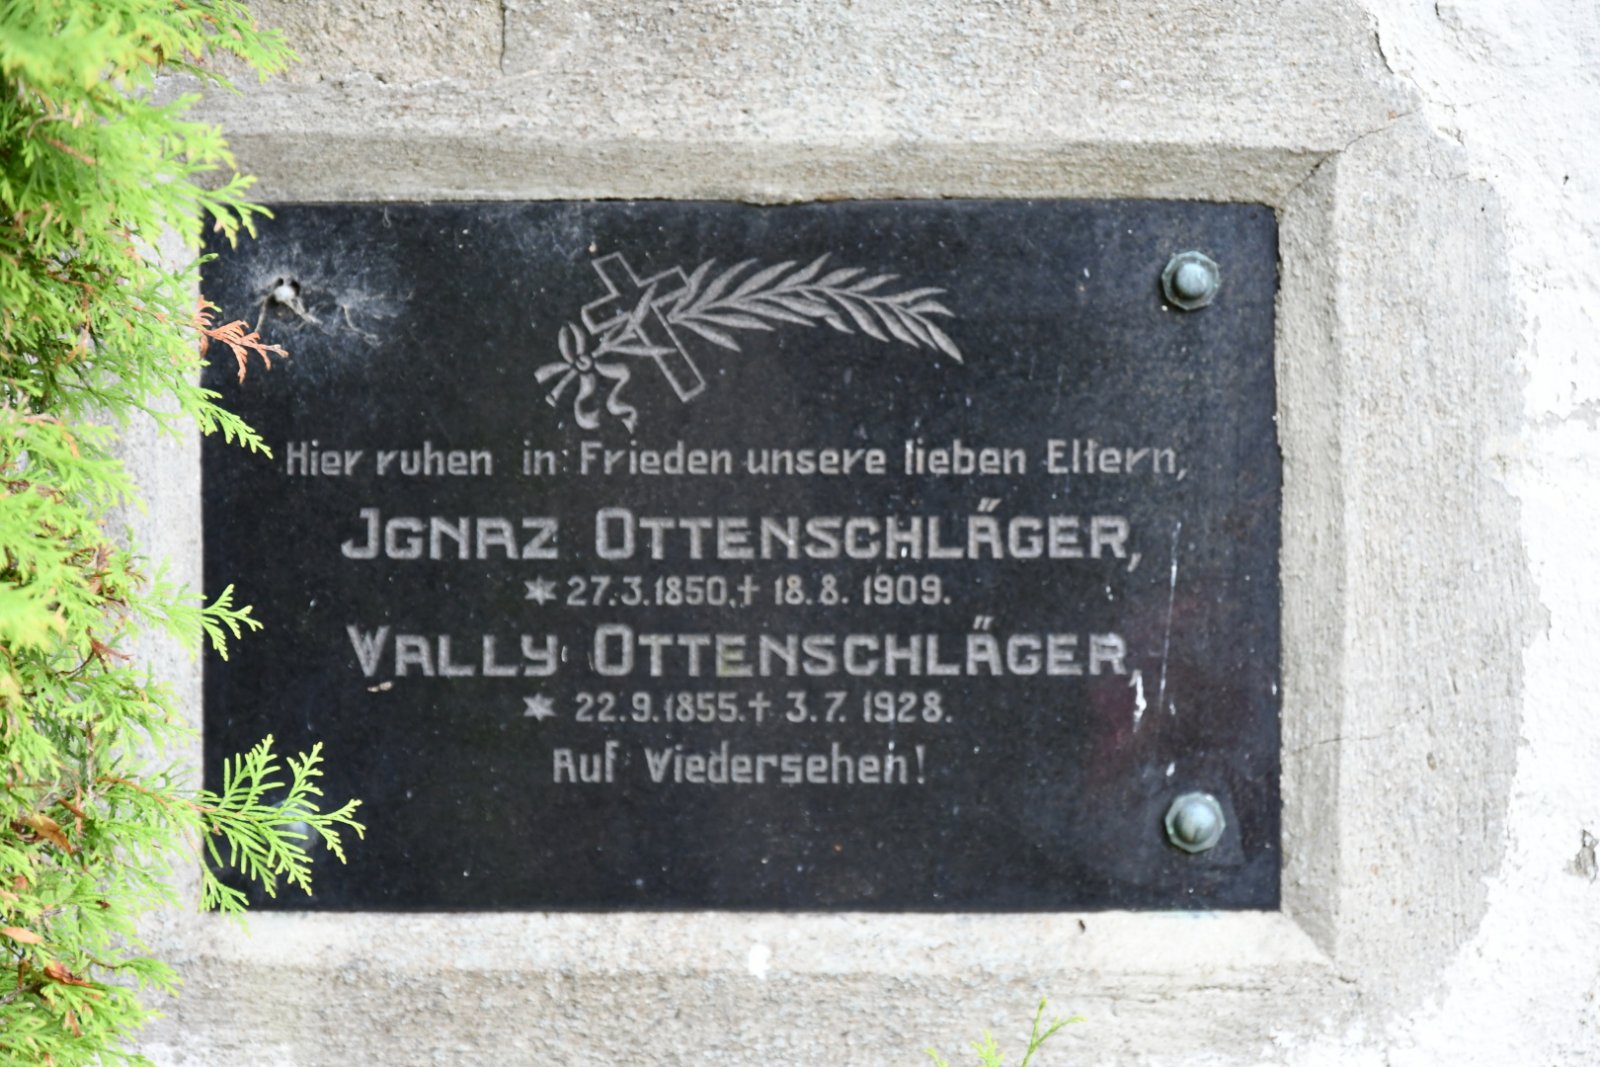 Hier ruhen in Frieden unsere lieben Eltern,
JGNAZ OTTENSCHLÄGER,
* 27.3.1850.† 18.8.1909.
VALLY OTTENSCHLÄGER,
* 22.9.1855.† 3.7.1928.
Auf Viedersehen!